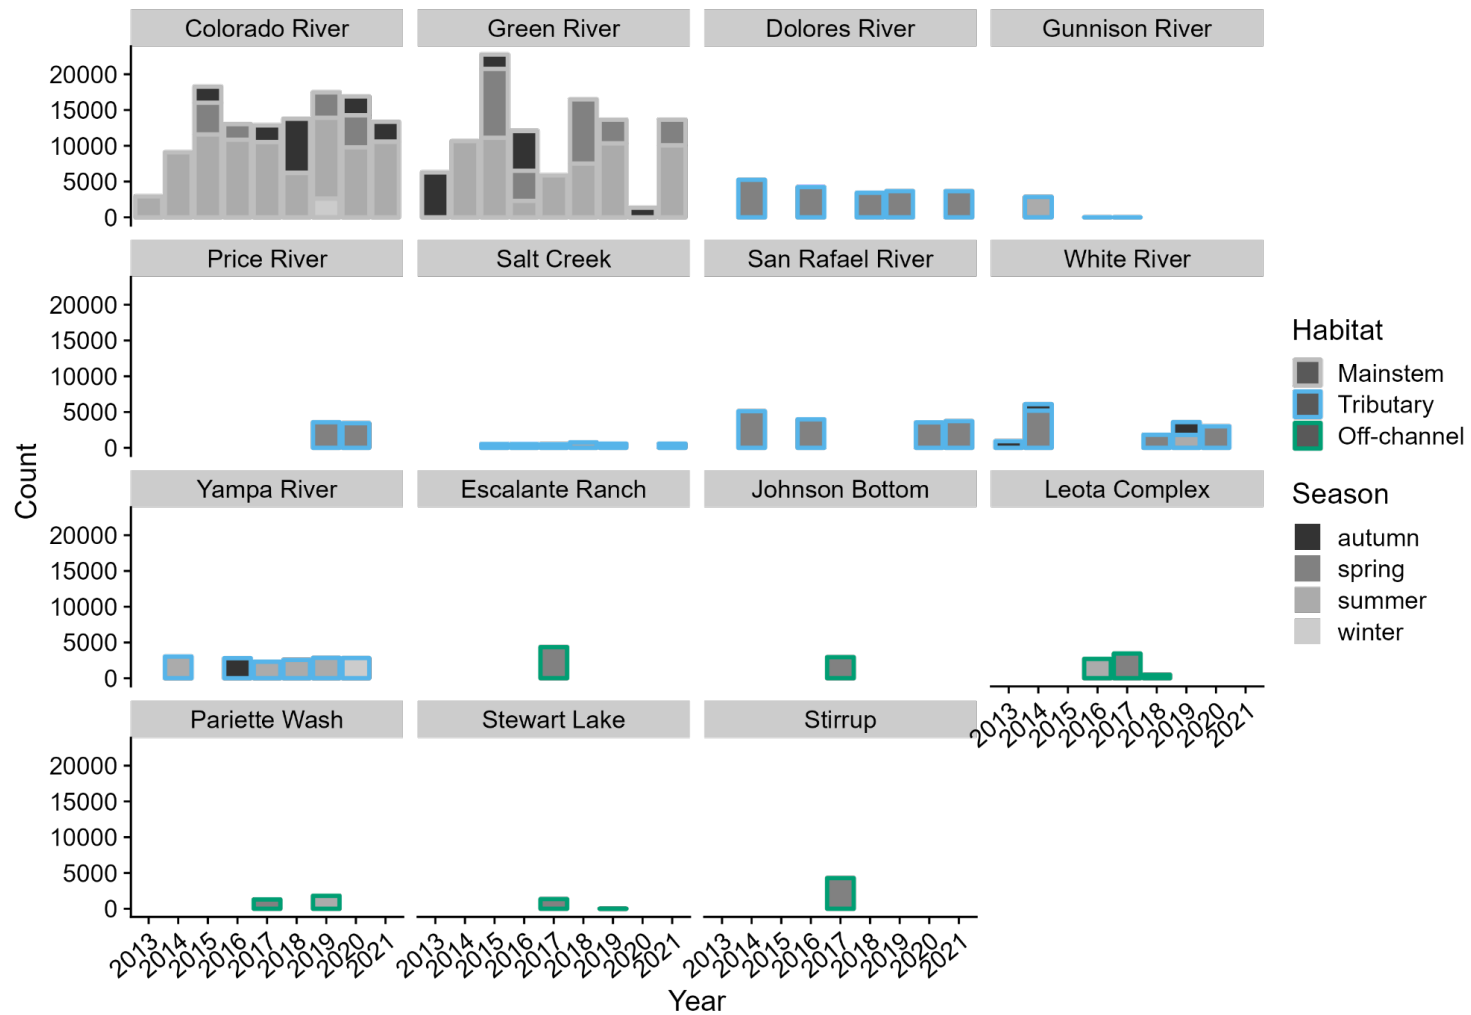 Colorado River
Green River
Dolores River
Gunnison River
20000
15000
10000
5000
0
Price River
Salt Creek
San Rafael River
White River
20000
15000
10000
5000
0
Yampa River
Escalante Ranch
Johnson Bottom
Leota Complex
20000
15000
10000
5000
0
2013
2014
2015
2016
2017
2018
2019
2020
2021
Pariette Wash
Stewart Lake
Stirrup
20000
15000
10000
5000
0
2013
2014
2015
2016
2017
2018
2019
2020
2021
2013
2014
2015
2016
2017
2018
2019
2020
2021
2013
2014
2015
2016
2017
2018
2019
2020
2021
Count
Year
Habitat
Mainstem
Tributary
Off-channel
Season
autumn
spring
summer
winter